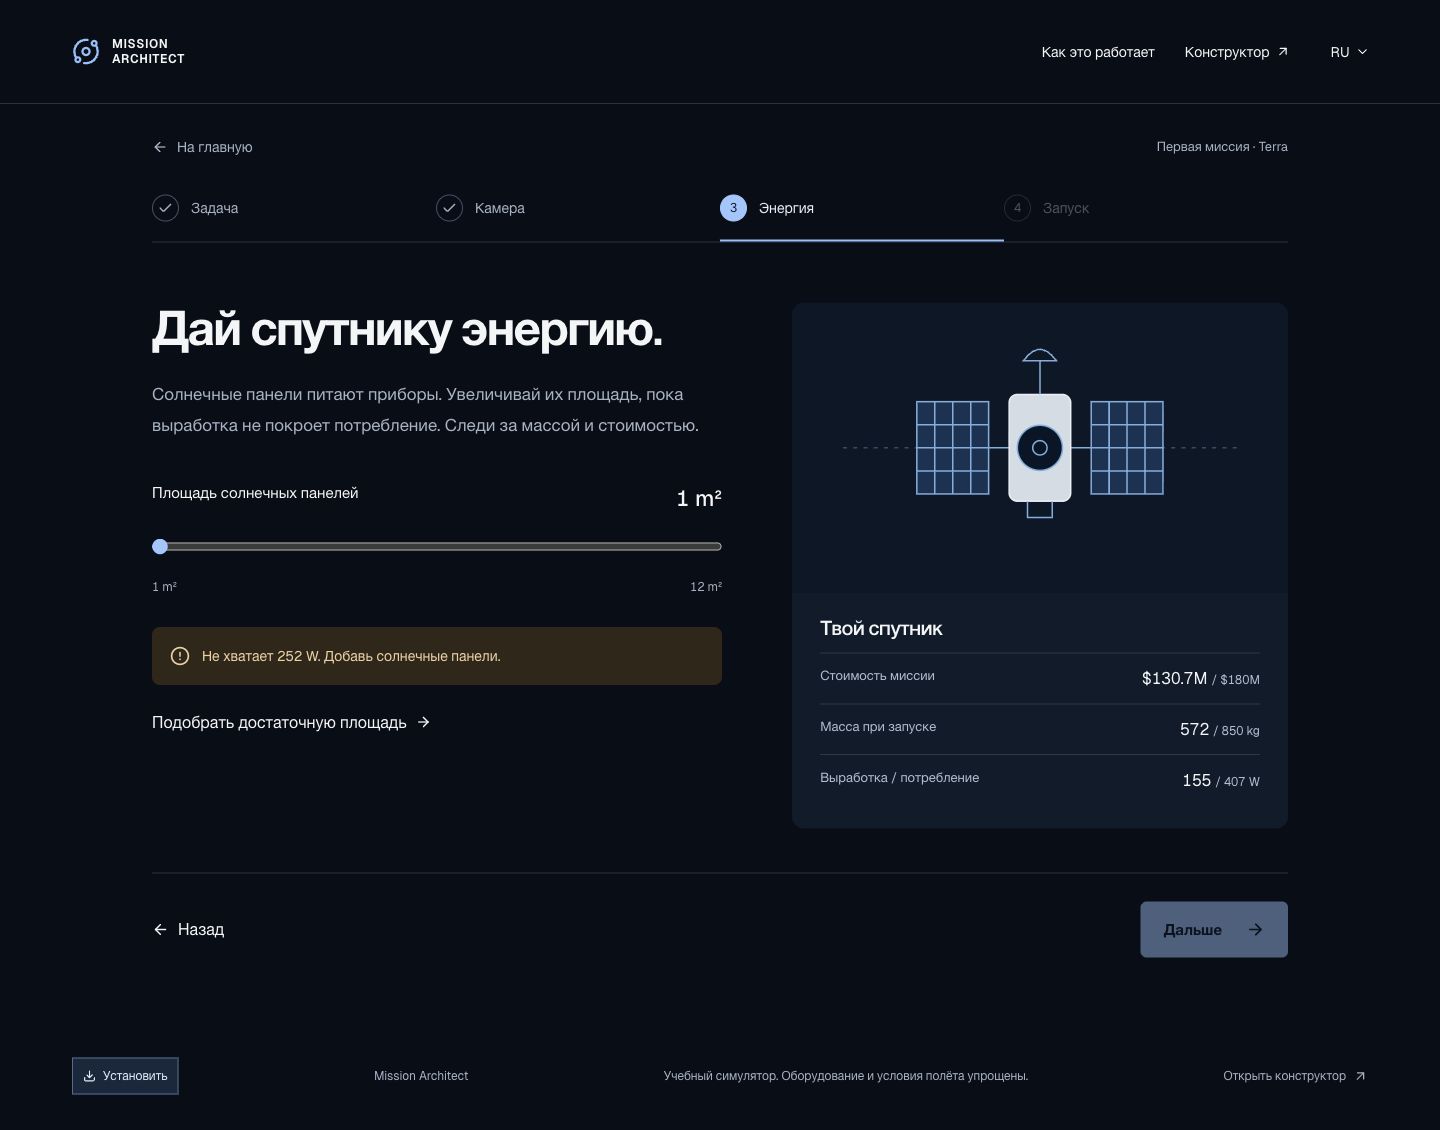 MISSION
ARCHITECT
Как это работает
Конструктор
RU
На главную
Первая миссия · Terra
Задача
Камера
3
Энергия
4
Запуск
Дай спутнику энергию.
Солнечные панели питают приборы. Увеличивай их площадь, пока
выработка не покроет потребление. Следи за массой и стоимостью.
Площадь солнечных панелей
1 m²
1 m²
12 m²
Не хватает 252 W. Добавь солнечные панели.
Подобрать достаточную площадь
Твой спутник
Стоимость миссии
$130.7M / $180M
Масса при запуске
572 / 850 kg
Выработка / потребление
155 / 407 W
Назад
Дальше
Установить
Mission Architect
Учебный симулятор. Оборудование и условия полёта упрощены.
Открыть конструктор